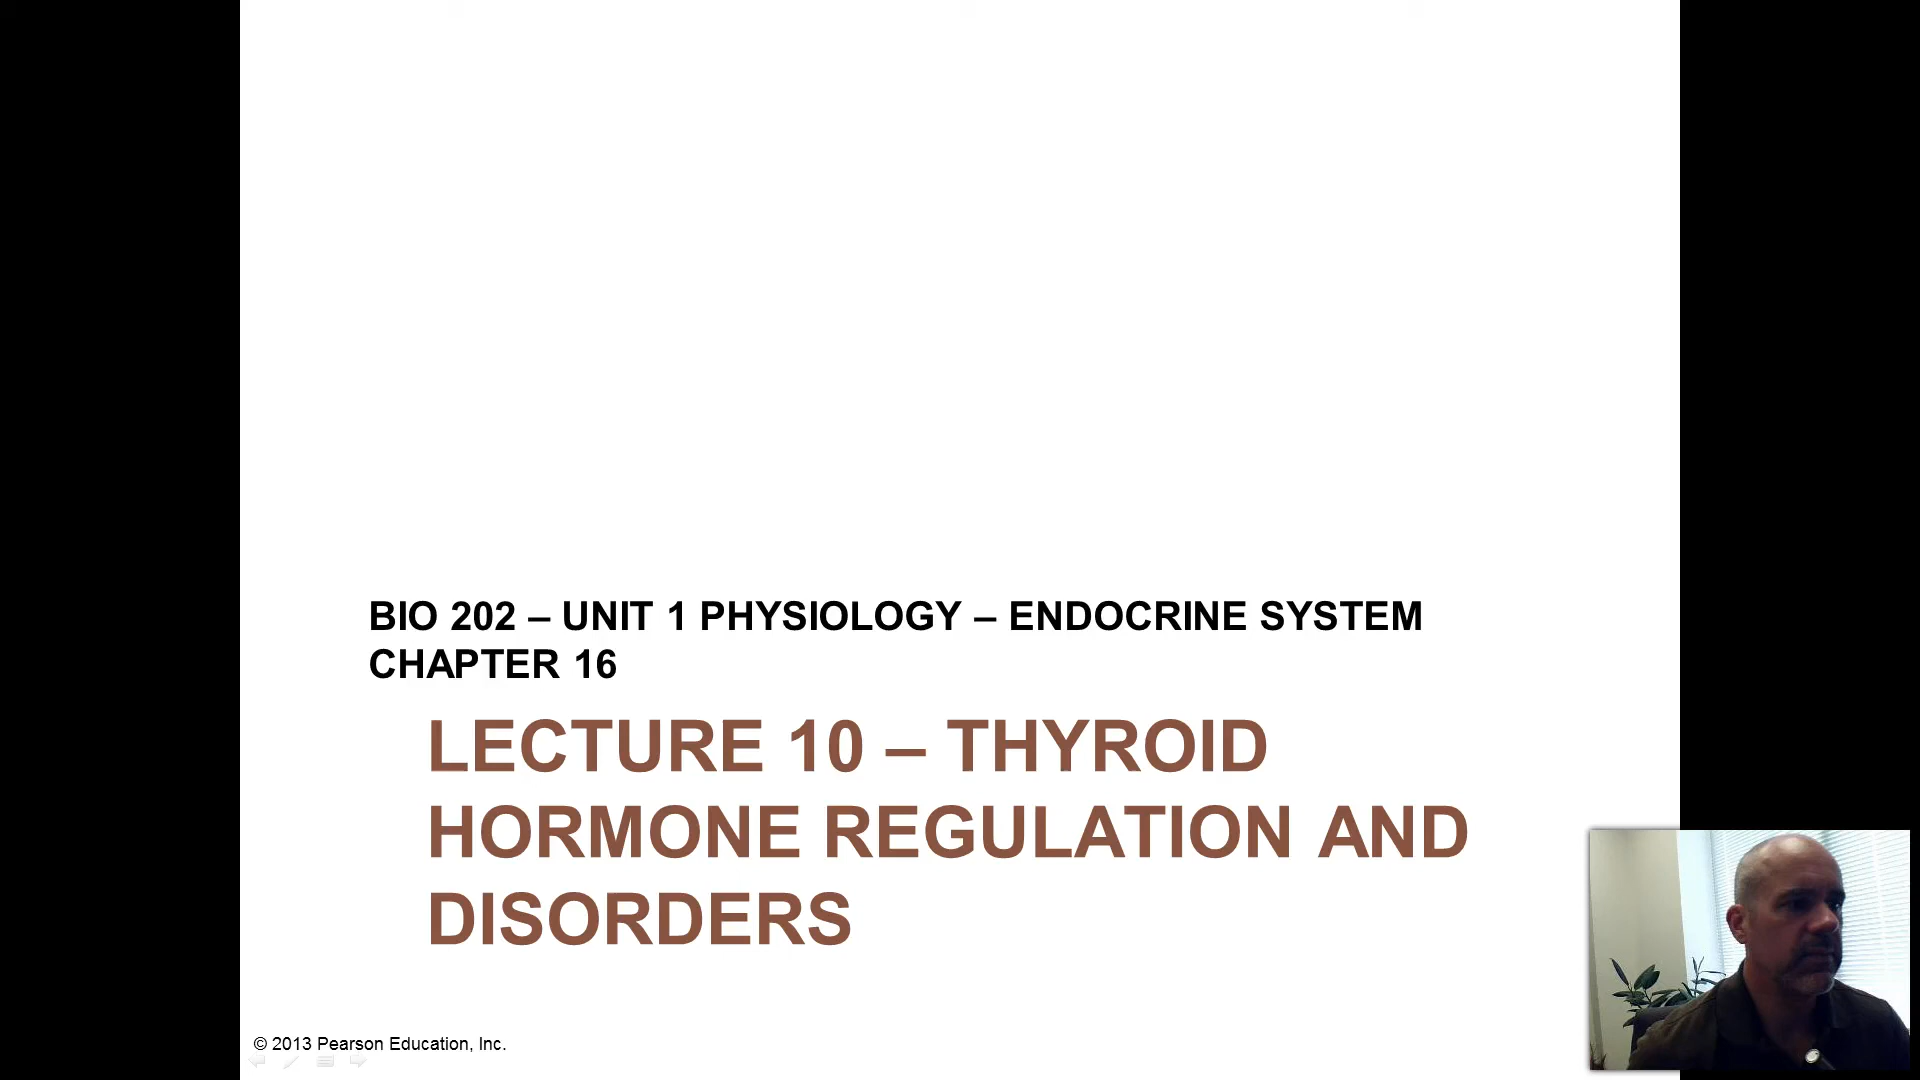 BIO 202 – UNIT 1 PHYSIOLOGY – ENDOCRINE SYSTEM
CHAPTER 16
LECTURE 10 – THYROID
HORMONE REGULATION AND
DISORDERS
© 2013 Pearson Education, Inc.